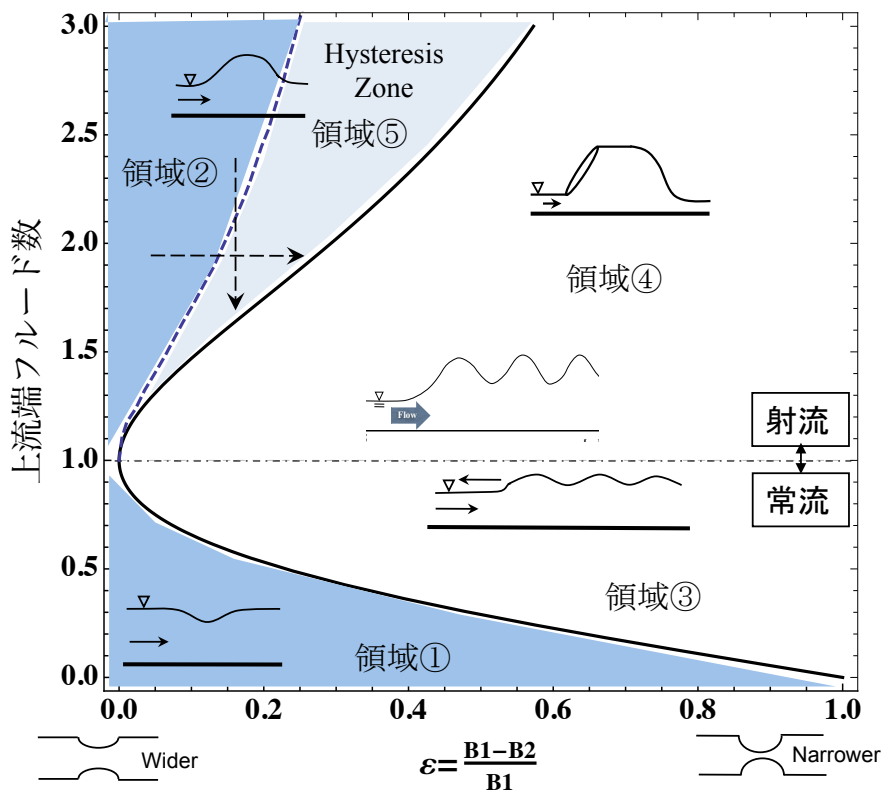 3.0
Hysteresis
Zone
領域⑤
2.5
領域②
2.0
領域④
1.5
Flow
射流
1.0
常流
0.5
領域③
領域①
0.0
上流端フルード数
0.0 0.2 0.4 0.6 0.8 1.0
Wider
ε=B1−B2/B1
Narrower